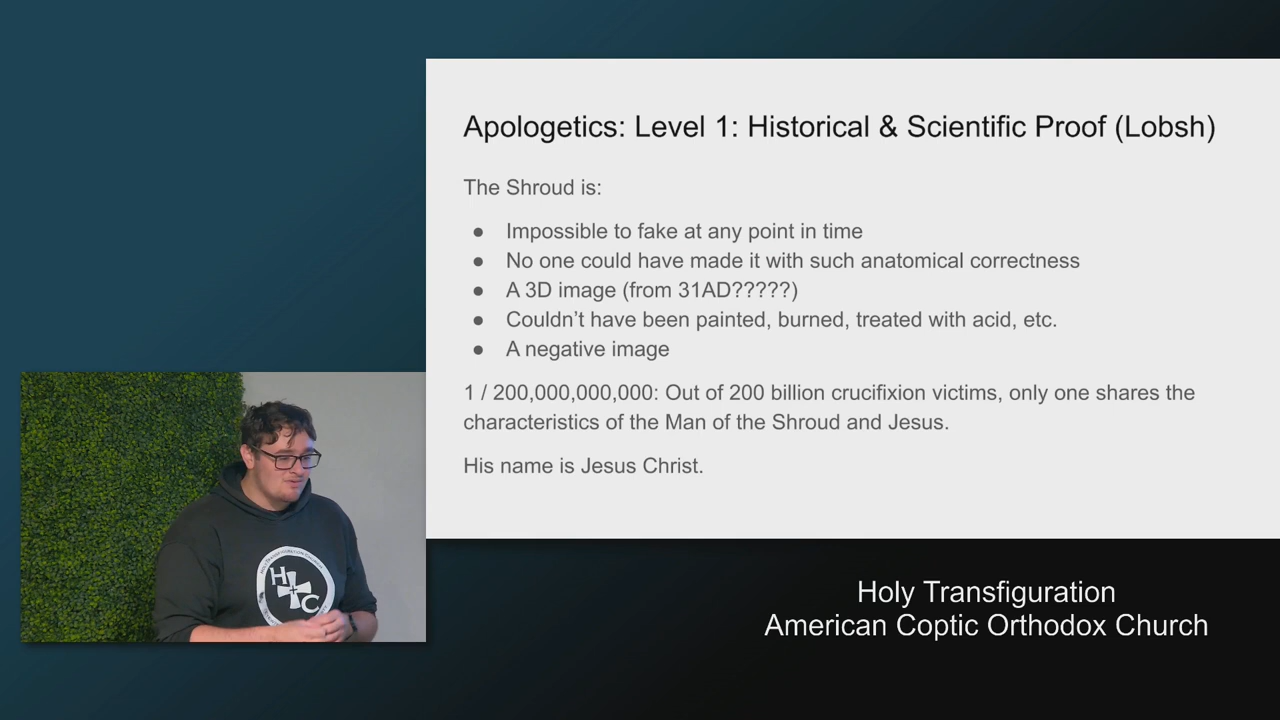 Apologetics: Level 1: Historical & Scientific Proof (Lobsh)
The Shroud is:
● Impossible to fake at any point in time
● No one could have made it with such anatomical correctness
● A 3D image (from 31AD?????)
● Couldn’t have been painted, burned, treated with acid, etc.
● A negative image
1 / 200,000,000,000: Out of 200 billion crucifixion victims, only one shares the
characteristics of the Man of the Shroud and Jesus.
His name is Jesus Christ.
H
C
Holy Transfiguration
American Coptic Orthodox Church